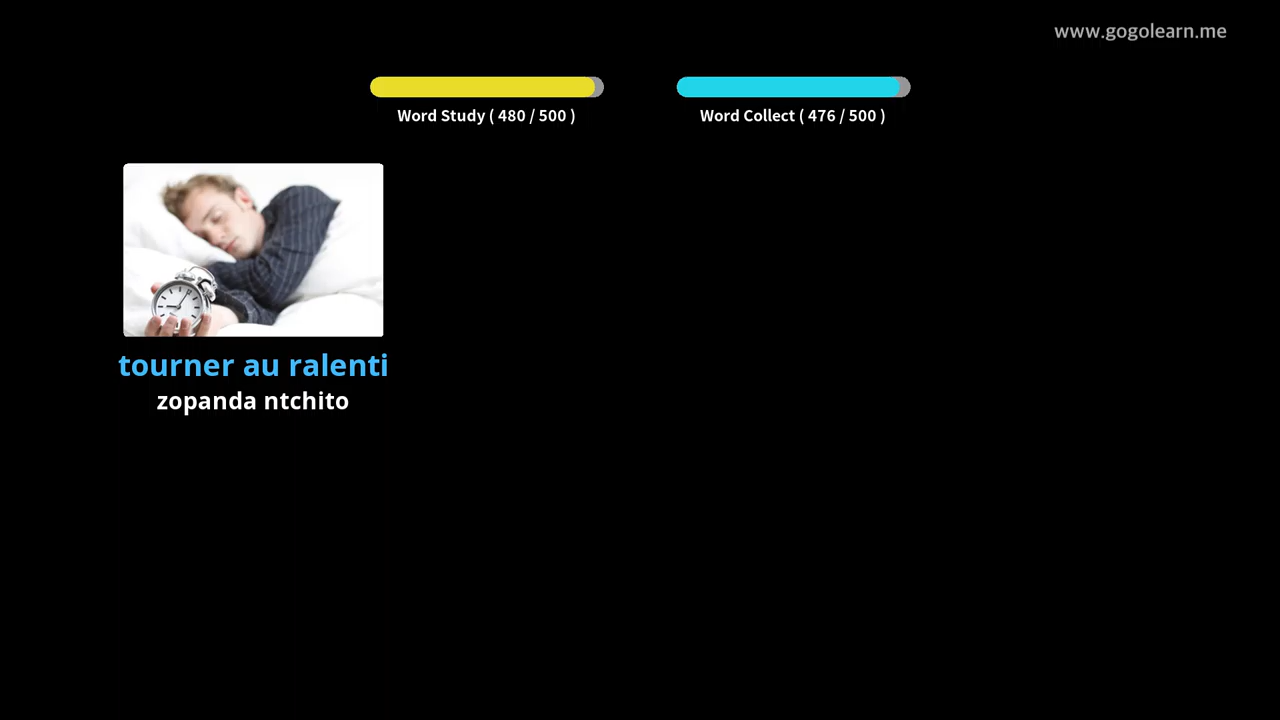 www.gogolearn.me
Word Study ( 480 / 500 )
Word Collect ( 476 / 500 )
tourner au ralenti
zopanda ntchito